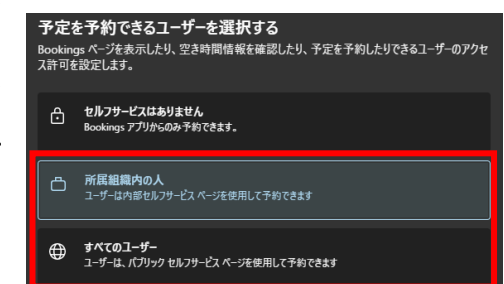 予定を予約できるユーザーを選択する
Bookings ページを表示したり、空き時間情報を確認したり、予定を予約したりできるユーザーのアクセ
ス許可を設定します。
セルフサービスはありません
Bookings アプリからのみ予約できます。
所属組織内の人
ユーザーは内部セルフサービス ページを使用して予約できます
すべてのユーザー
ユーザーは、パブリック セルフサービス ページを使用して予約できます